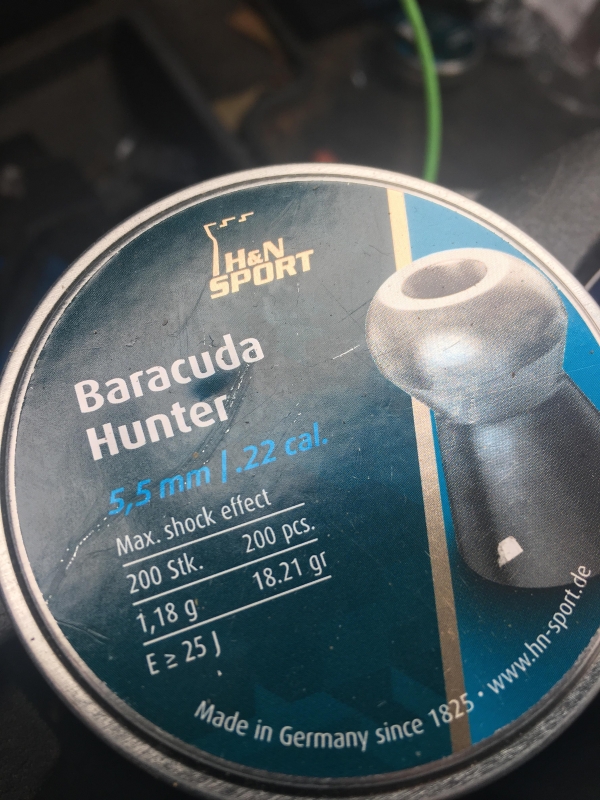 H&N
SPORT
Baracuda
Hunter
5,5 mm | .22 cal.
Max. shock effect
200 Stk. 200 pcs.
1,18 g 18.21 gr
E ≥ 25 J
Made in Germany since 1825 • www.hn-sport.de